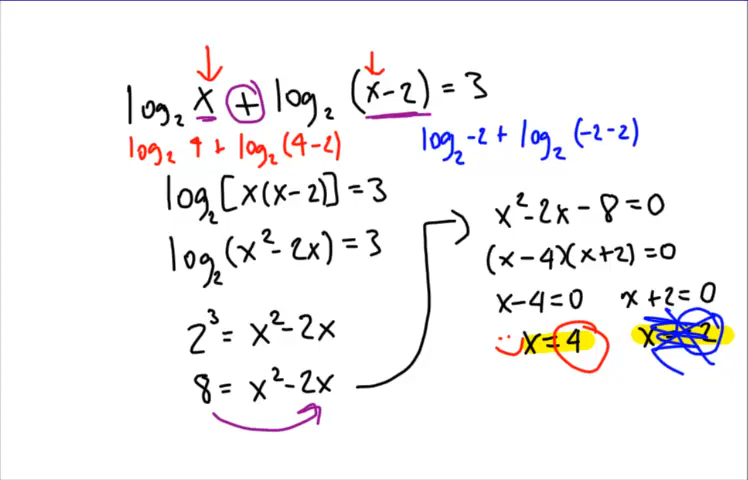 log₂ x + log₂ (x-2) = 3
log₂ 4 + log₂(4-2)
log₂ -2 + log₂ (-2-2)
log₂[x(x-2)] = 3
log₂(x²-2x) = 3
2³ = x²-2x
8 = x²-2x
x²-2x-8=0
(x-4)(x+2)=0
x-4=0 x+2=0
x=4 x=-2